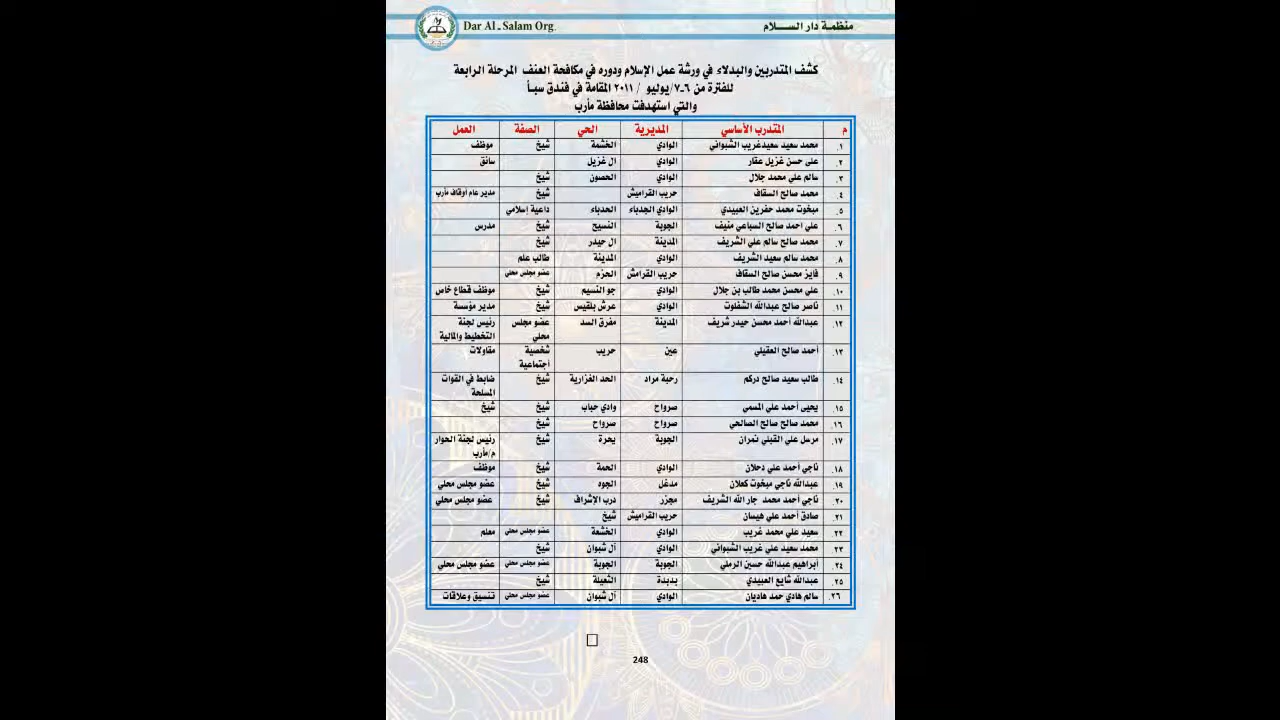 Dar Al-Salam Org.
منظمة دار الســـلام
كشف المتدربين والبدلاء في ورشة عمل الإسلام ودوره في مكافحة العنف المرحلة الرابعة
للفترة من ٦-٧/يوليو / ٢٠١١ المقامة في فندق سبأ
والتي استهدفت محافظة مأرب
م المتدرب الأساسي المديرية الحي الصفة العمل
١. محمد سعيد سعيدغريب الشبواني الوادي الخشمة شيخ موظف
٢. على حسن غزيل عقار الوادي ال غزيل سائق
٣. سالم علي محمد جلال الوادي الحصون شيخ
٤. محمد صالح السقاف حريب القراميش شيخ مدير عام أوقاف مأرب
٥. مبخوت محمد حفرين العبيدي الوادي الجدباء الحدباء داعية إسلامي
٦. علي احمد صالح السباعي منيف الجوبة النسيج شيخ مدرس
٧. محمد صالح سالم علي الشريف المدينة ال حيدر شيخ
٨. محمد سالم سعيد الشريف الوادي المدينة طالب علم
٩. فايز محسن صالح السقاف حريب القرامش الحزم عضو مجلس محلي
١٠. علي محسن محمد طالب بن جلال الوادي جو النسيم شيخ موظف قطاع خاص
١١. ناصر صالح عبدالله الشفلوت الوادي عرش بلقيس شيخ مدير مؤسسة
١٢. عبدالله أحمد محسن حيدر شريف المدينة مفرق السد عضو مجلس محلي رئيس لجنة التخطيط والمالية
١٣. أحمد صالح العقيلي عين حريب شخصية أجتماعية مقاولات
١٤. طالب سعيد صالح دركم رحبة مراد الحد الغزارية شيخ ضابط في القوات المسلحة
١٥. يحيى أحمد علي المسمي صرواح وادي حباب شيخ شيخ
١٦. محمد صالح صالح الصالحي صرواح صرواح شيخ
١٧. مرسل علي القبلي نمران الجوبة يحرة شيخ رئيس لجنة الحوار م/مأرب
١٨. ناجي أحمد علي دحلان الوادي الحمة شيخ موظف
١٩. عبدالله ناجي مبخوت كعلان مدغل الجوه شيخ عضو مجلس محلي
٢٠. ناجي أحمد محمد جار الله الشريف مجزر درب الإشراف شيخ عضو مجلس محلي
٢١. صادق أحمد علي هيسان حريب القراميش شيخ
٢٢. سعيد علي محمد غريب الوادي الخشعة عضو مجلس محلي معلم
٢٣. محمد سعيد علي غريب الشبواني الوادي آل شبوان شيخ
٢٤. أبراهيم عبدالله حسين الرملي الجوبة الجوبة عضو مجلس محلي عضو مجلس محلي
٢٥. عبدالله شايع العبيدي بدبدة الثعيلة شيخ
٢٦. سالم هادي حمد هاديان الوادي آل شبوان عضو مجلس محلي تنسيق وعلاقات
248